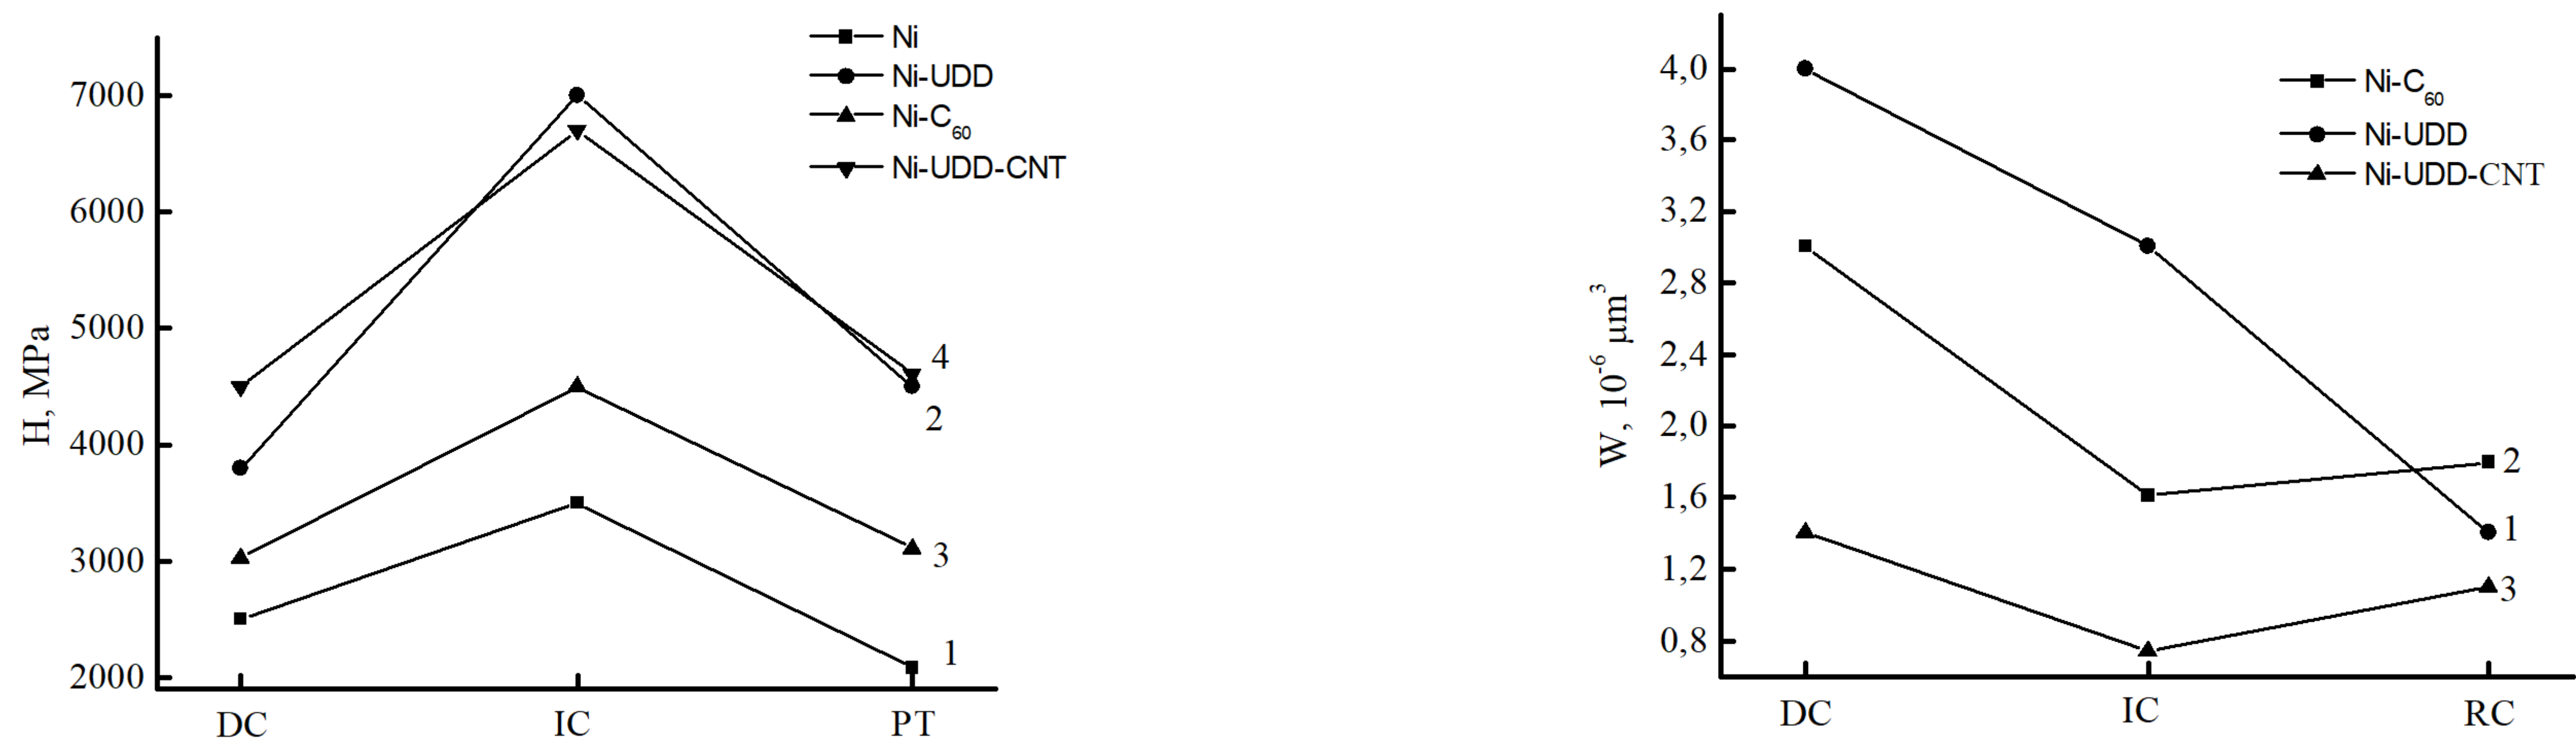 Ni
Ni-UDD
Ni-C60
Ni-UDD-CNT
7000
6000
5000
4000
3000
2000
H, MPa
4
2
3
1
DC IC PT
Ni-C60
Ni-UDD
Ni-UDD-CNT
4,0
3,6
3,2
2,8
2,4
2,0
1,6
1,2
0,8
W, 10-6 μm3
2
1
3
DC IC RC